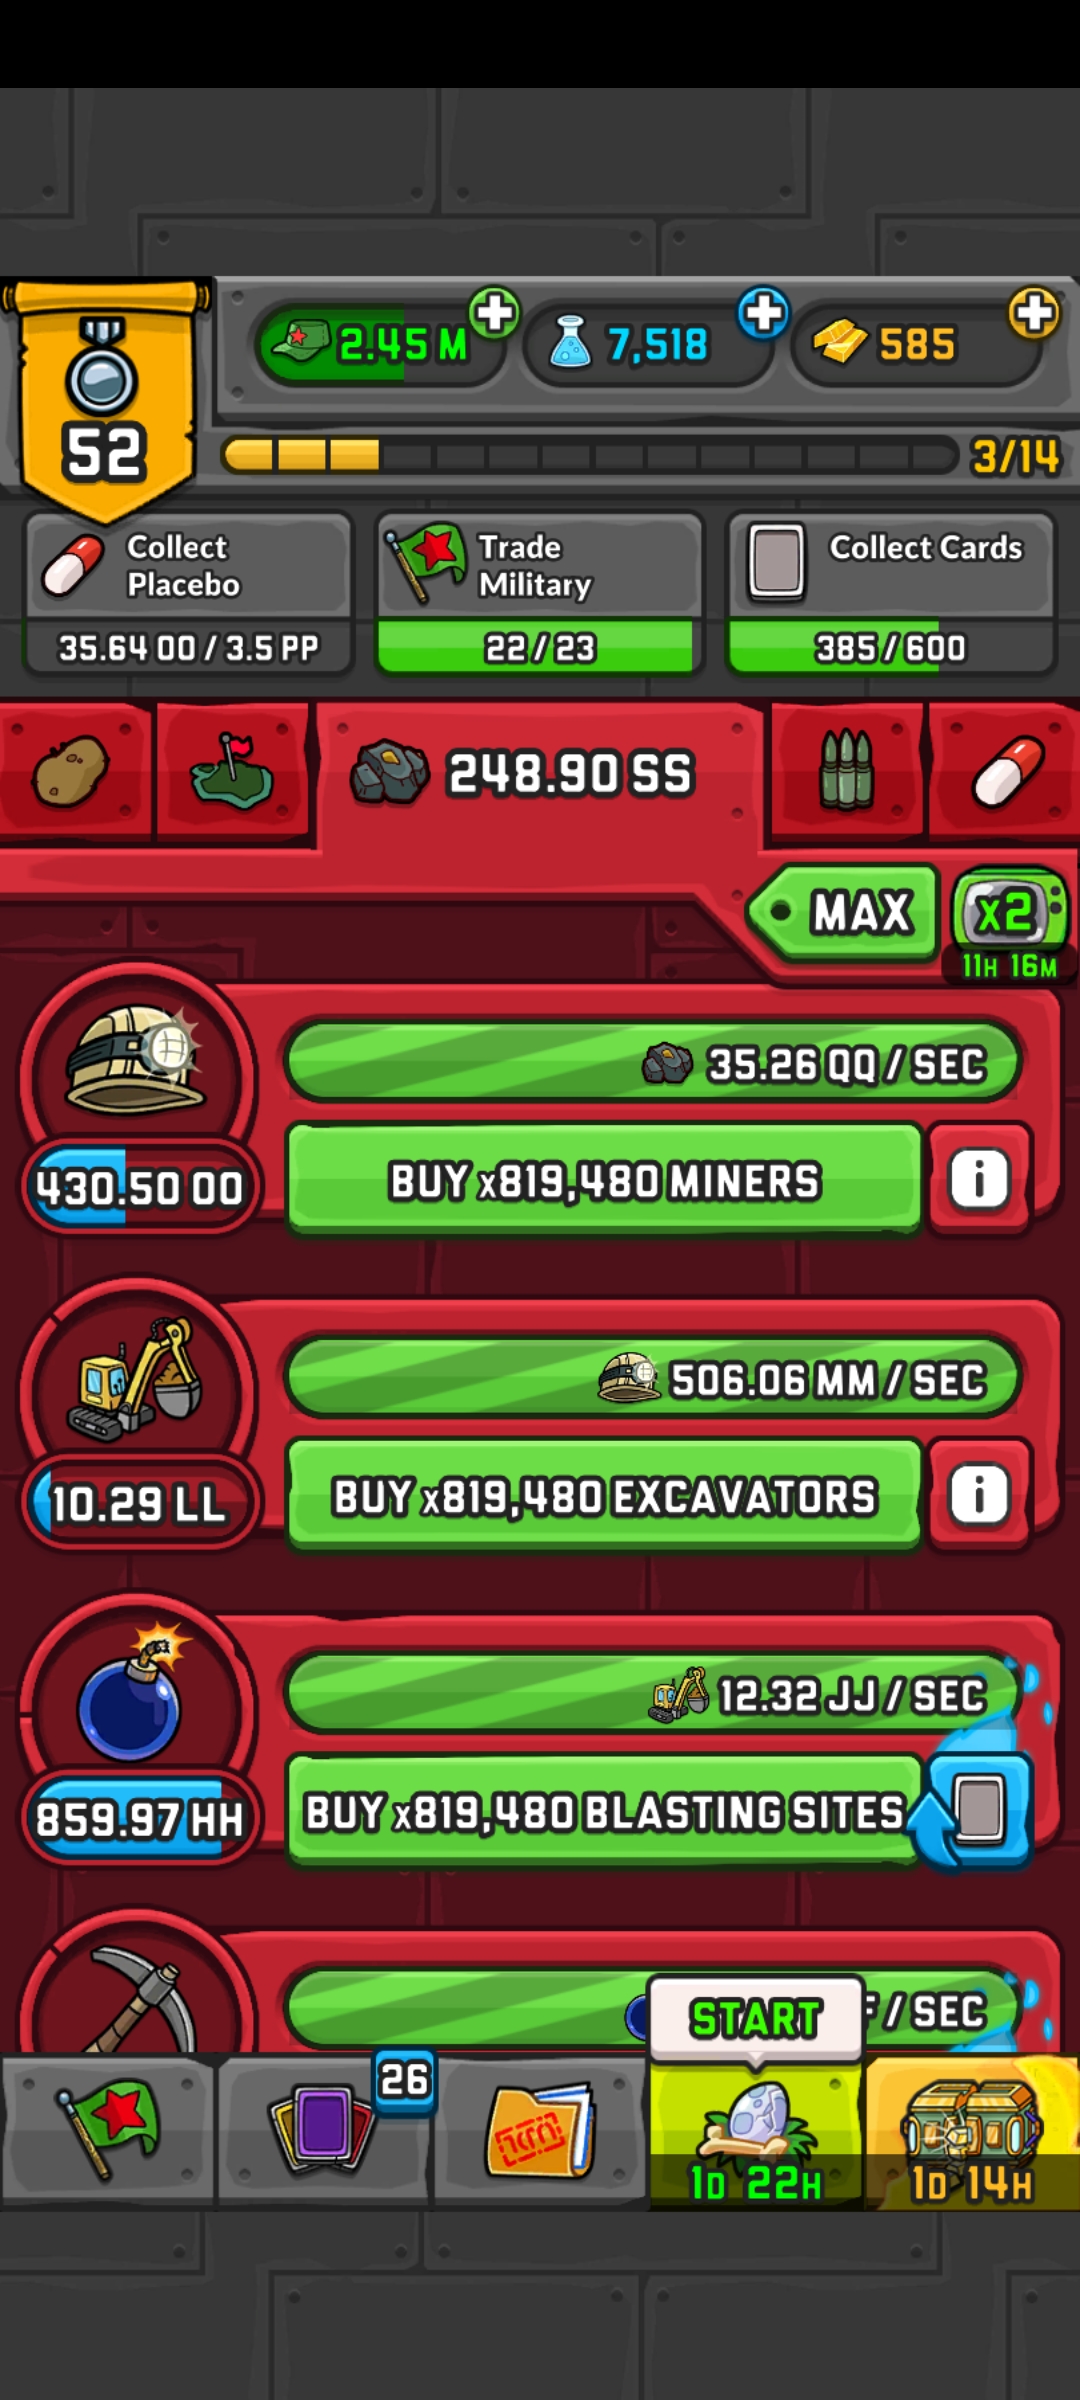 2.45 M
7,518
585
52
3/14
Collect
Placebo
35.64 OO / 3.5 PP
Trade
Military
22/23
Collect Cards
385/600
248.90 SS
MAX
x2
11H 16M
35.26 QQ / SEC
430.50 OO
BUY x819,480 MINERS
i
506.06 MM / SEC
10.29 LL
BUY x819,480 EXCAVATORS
i
12.32 JJ / SEC
859.97 HH
BUY x819,480 BLASTING SITES
/ SEC
START
26
1D 22H
1D 14H